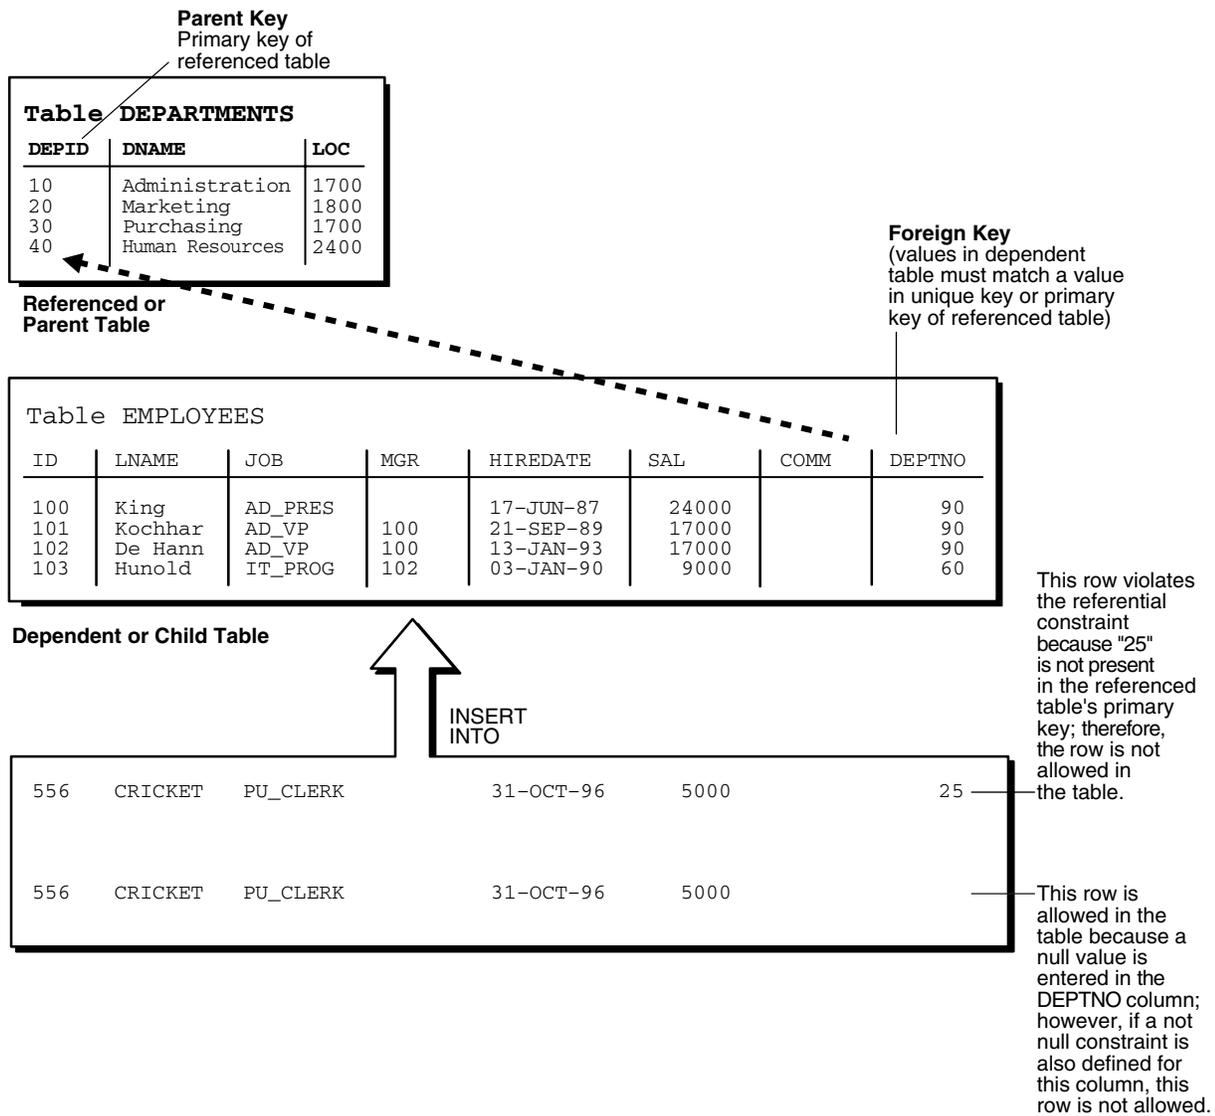 Parent Key
Primary key of
referenced table
Table DEPARTMENTS
DEPID DNAME LOC
10 Administration 1700
20 Marketing 1800
30 Purchasing 1700
40 Human Resources 2400
Referenced or
Parent Table
Foreign Key
(values in dependent
table must match a value
in unique key or primary
key of referenced table)
Table EMPLOYEES
ID LNAME JOB MGR HIREDATE SAL COMM DEPTNO
100 King AD_PRES 17-JUN-87 24000 90
101 Kochhar AD_VP 100 21-SEP-89 17000 90
102 De Hann AD_VP 100 13-JAN-93 17000 90
103 Hunold IT_PROG 102 03-JAN-90 9000 60
Dependent or Child Table
INSERT
INTO
556 CRICKET PU_CLERK 31-OCT-96 5000 25
This row violates
the referential
constraint
because "25"
is not present
in the referenced
table's primary
key; therefore,
the row is not
allowed in
the table.
556 CRICKET PU_CLERK 31-OCT-96 5000
This row is
allowed in the
table because a
null value is
entered in the
DEPTNO column;
however, if a not
null constraint is
also defined for
this column, this
row is not allowed.